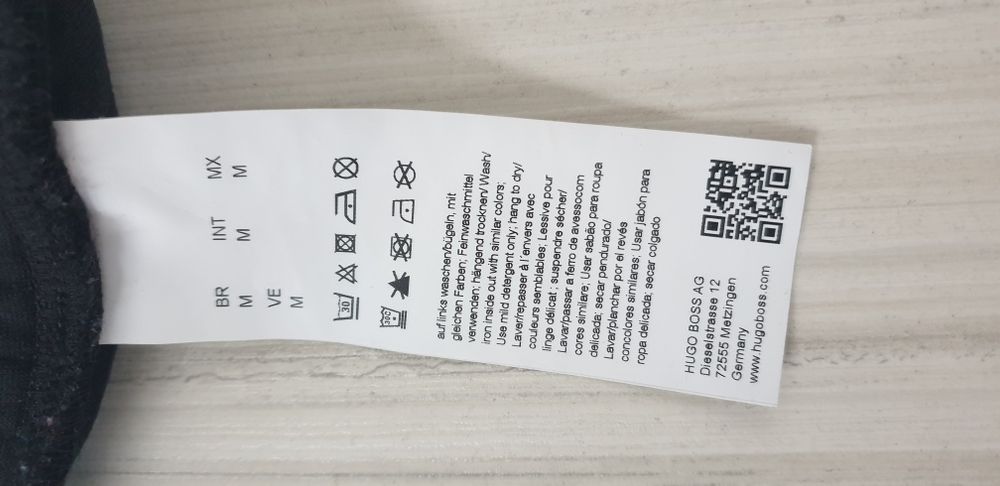 BR INT MX
M M M
VE
M
30
30C
auf links waschen/bügeln, mit
gleichen Farben; Feinwaschmittel
verwenden; hängend trocknen/ Wash/
iron inside out with similar colors;
Use mild detergent only; hang to dry/
Laver/repasser à l'envers avec
couleurs semblables; Lessive pour
linge délicat; suspendre sécher/
Lavar/passar a ferro de avessocom
cores similare; Usar sabão para roupa
delicada; secar pendurado/
Lavar/planchar por el revés
concolores similares; Usar jabón para
ropa delicada; secar colgado
HUGO BOSS AG
Dieselstrasse 12
72555 Metzingen
Germany
www.hugoboss.com